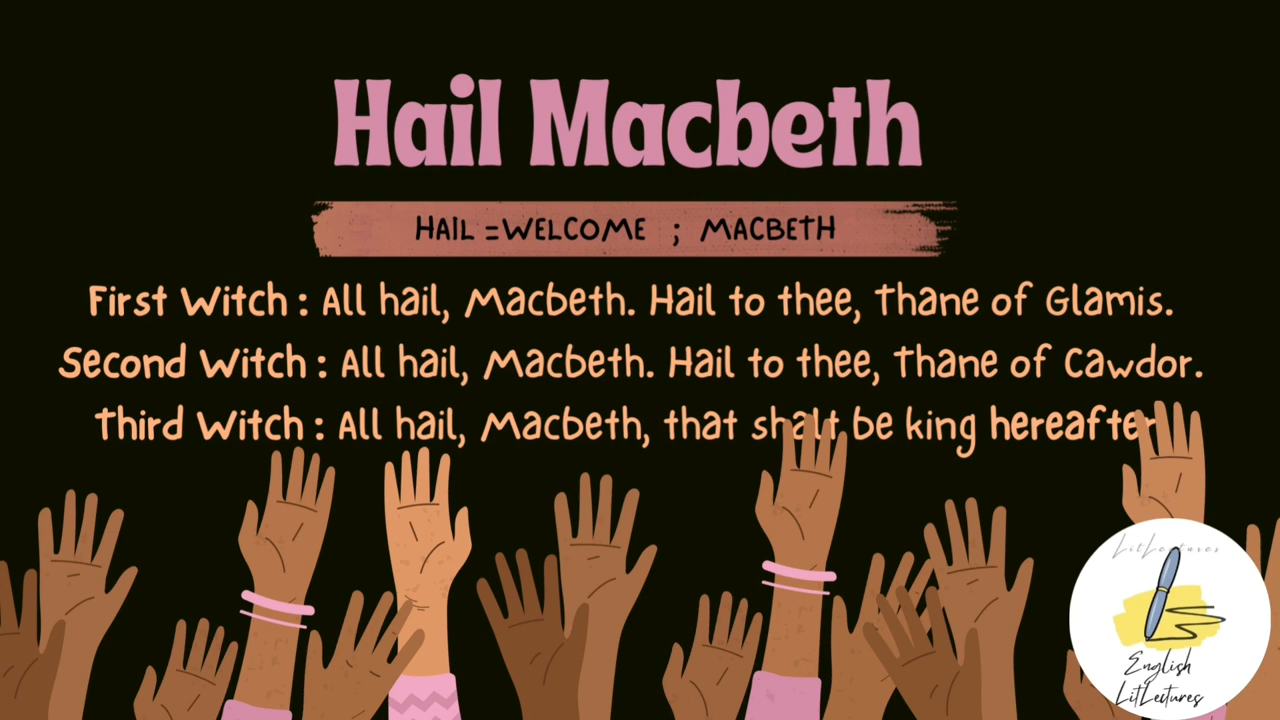 Hail Macbeth
HAIL =WELCOME ; MACBETH
First Witch : All hail, Macbeth. Hail to thee, Thane of Glamis.
Second Witch : All hail, Macbeth. Hail to thee, Thane of Cawdor.
Third Witch : All hail, Macbeth, that shalt be king hereafter
LitLectures
English
LitLectures